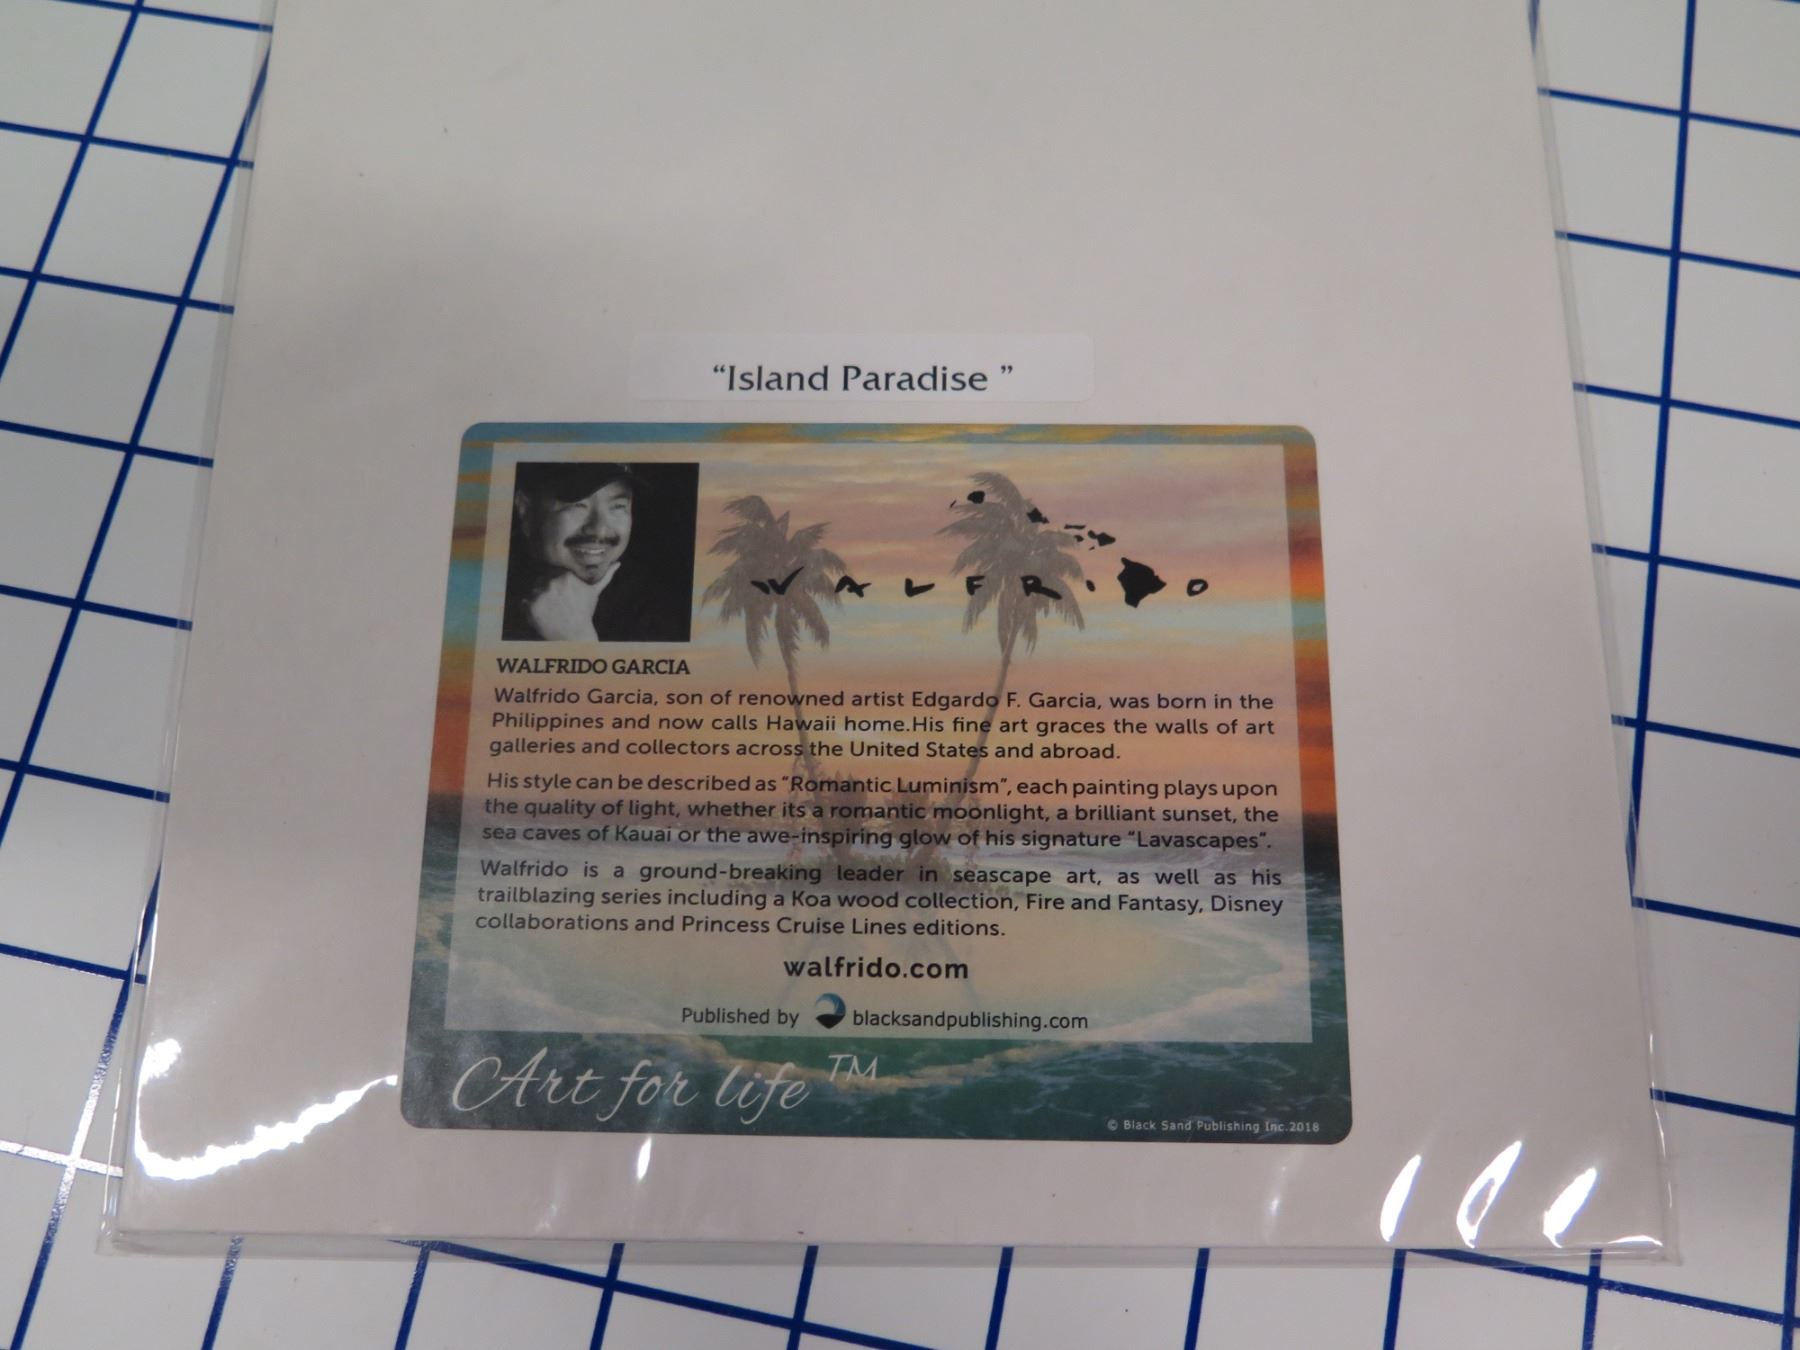 “Island Paradise ”
WALFRIDO
WALFRIDO GARCIA
Walfrido Garcia, son of renowned artist Edgardo F. Garcia, was born in the
Philippines and now calls Hawaii home.His fine art graces the walls of art
galleries and collectors across the United States and abroad.
His style can be described as “Romantic Luminism”, each painting plays upon
the quality of light, whether its a romantic moonlight, a brilliant sunset, the
sea caves of Kauai or the awe-inspiring glow of his signature “Lavascapes”.
Walfrido is a ground-breaking leader in seascape art, as well as his
trailblazing series including a Koa wood collection, Fire and Fantasy, Disney
collaborations and Princess Cruise Lines editions.
walfrido.com
Published by blacksandpublishing.com
Art for life™
© Black Sand Publishing Inc.2018